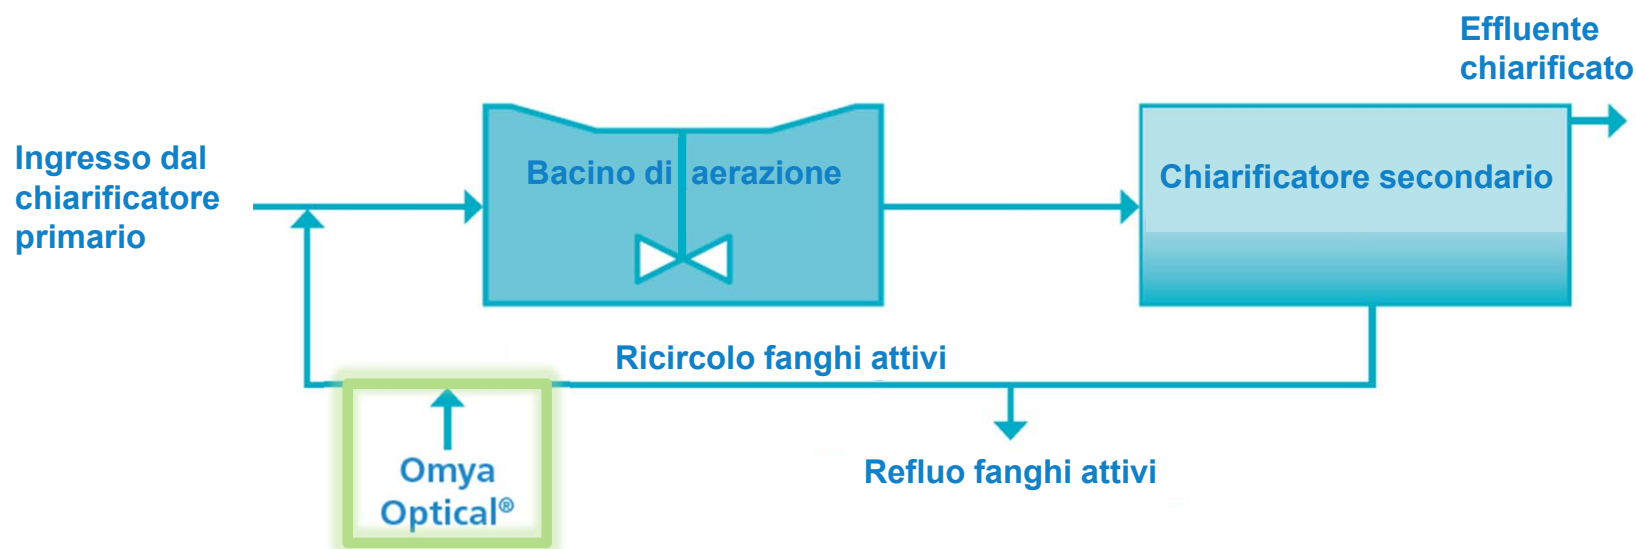 Effluente
chiarificato
Ingresso dal
chiarificatore
primario
Bacino di aerazione
Chiarificatore secondario
Ricircolo fanghi attivi
Refluo fanghi attivi
Omya
Optical®